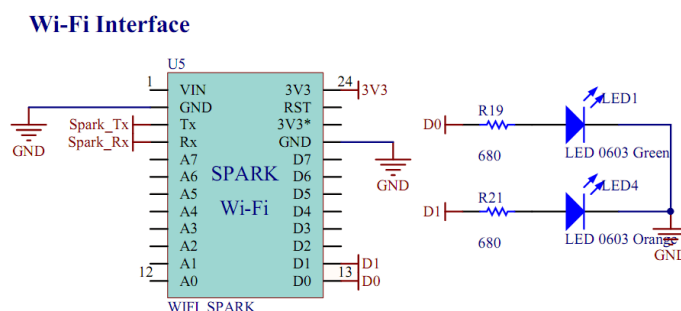 Wi-Fi Interface
U5
1 VIN 3V3 24 3V3
GND RST
Spark_Tx Tx 3V3*
Spark_Rx Rx GND
GND
A7 D7
A6 D6
A5 D5
A4 D4
A3 D3
A2 D2
A1 D1 D1
12 A0 D0 13 D0
SPARK
Wi-Fi
GND
WIFI_SPARK
LED1
D0 R19
680
LED 0603 Green
LED4
D1 R21
680
LED 0603 Orange
GND